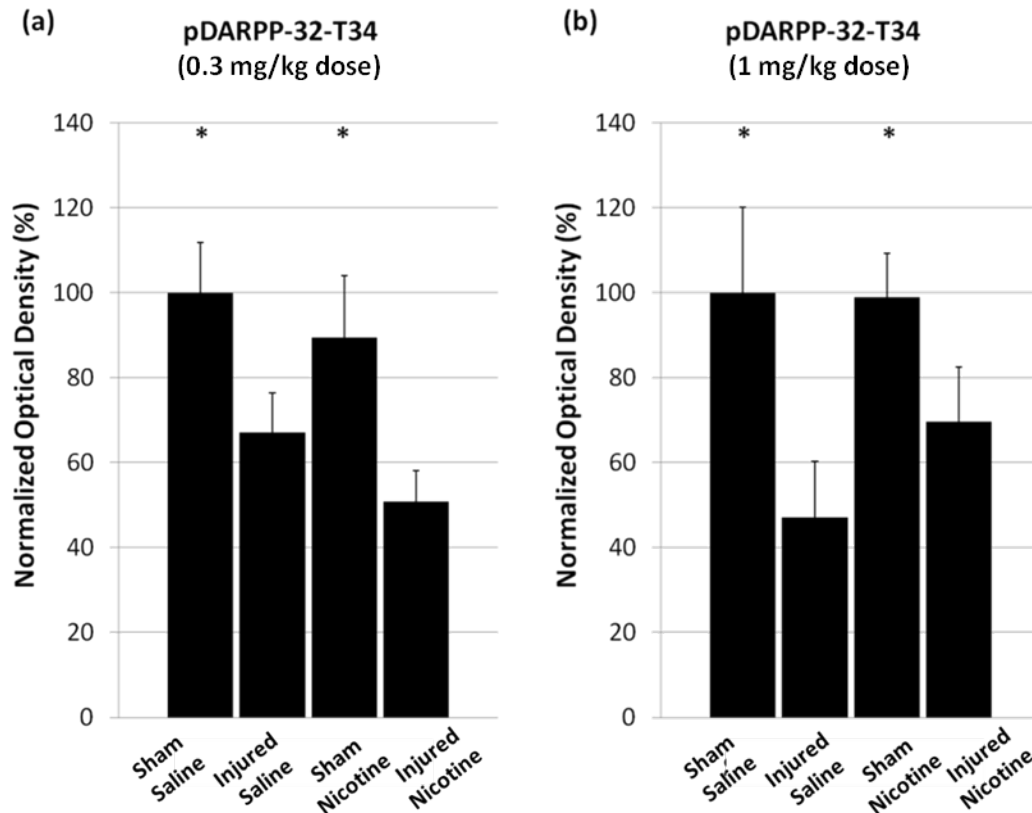 (a)
pDARPP-32-T34
(0.3 mg/kg dose)
Normalized Optical Density (%)
140
120
100
80
60
40
20
0
*
*
Sham
Saline
Injured
Saline
Sham
Nicotine
Injured
Nicotine
(b)
pDARPP-32-T34
(1 mg/kg dose)
Normalized Optical Density (%)
140
120
100
80
60
40
20
0
*
*
Sham
Saline
Injured
Saline
Sham
Nicotine
Injured
Nicotine